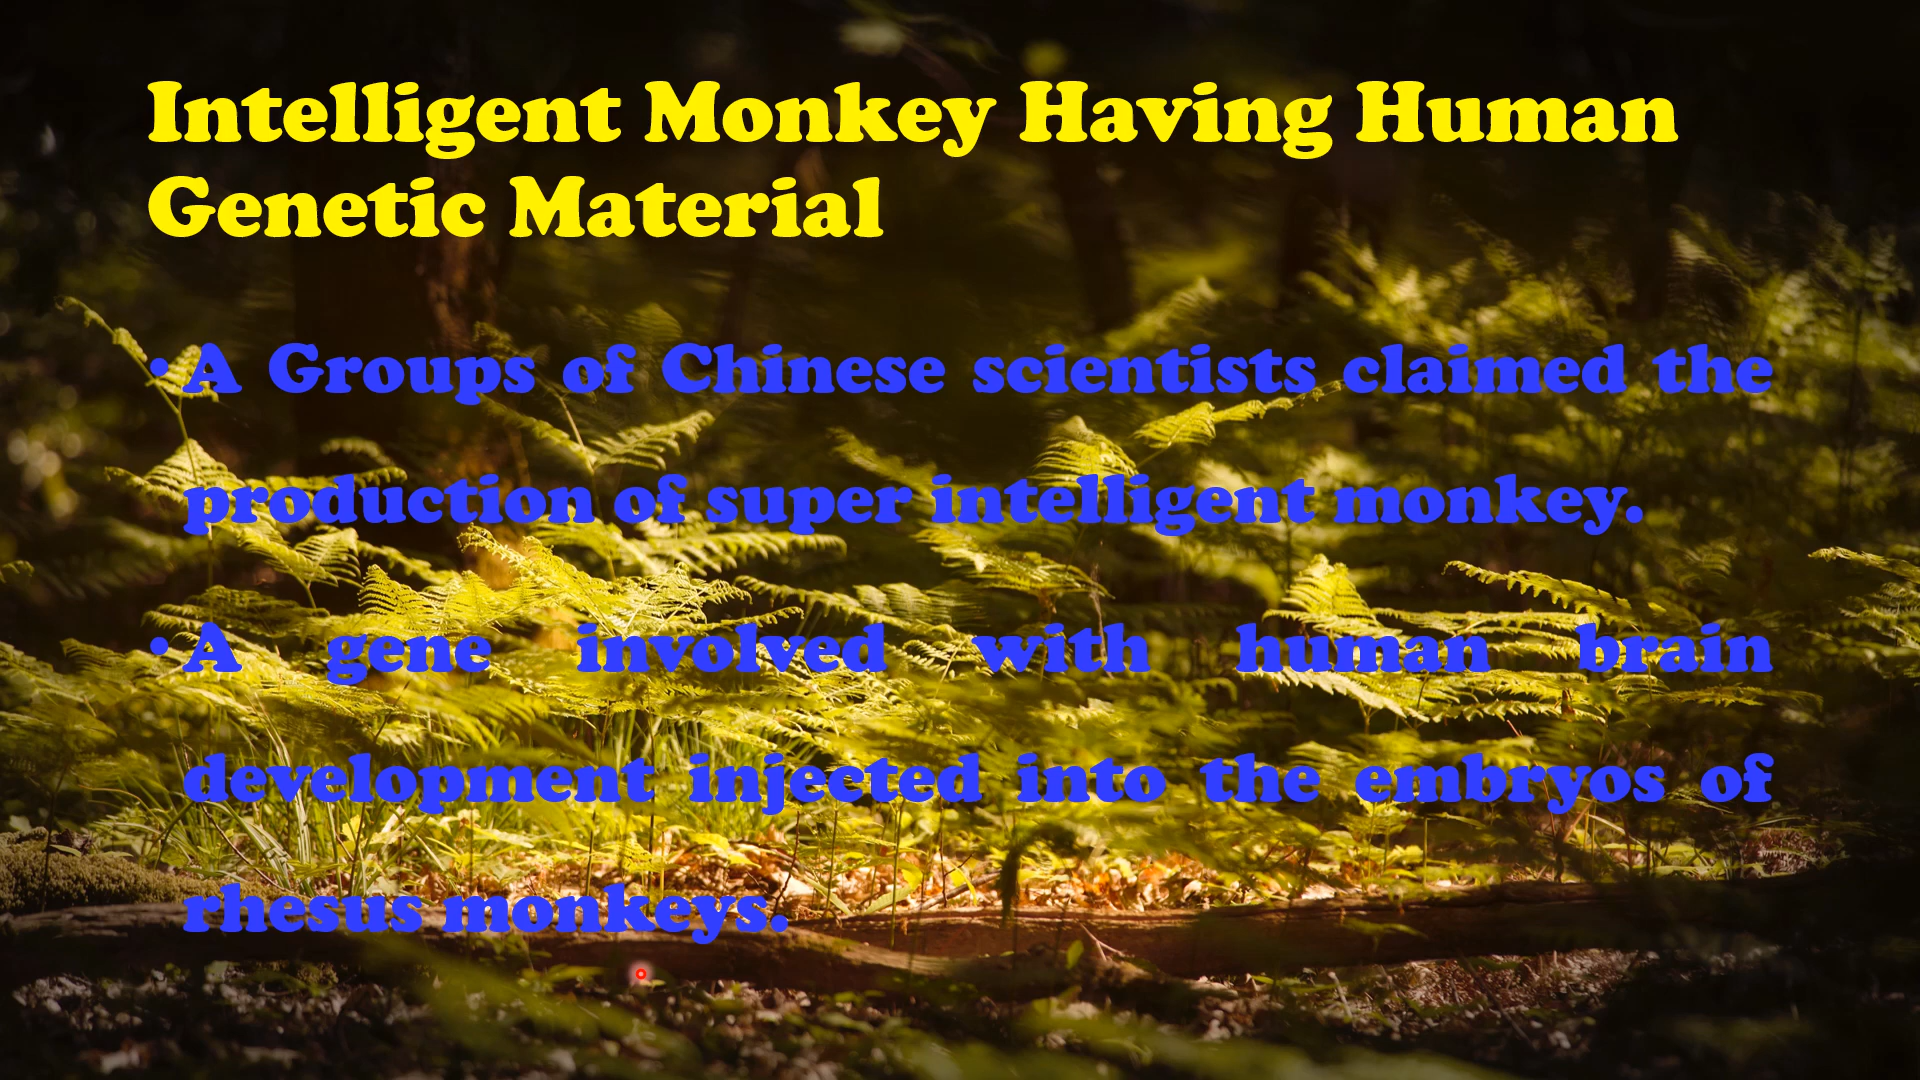 Intelligent Monkey Having Human
Genetic Material
•A Groups of Chinese scientists claimed the
production of super intelligent monkey.
•A gene involved with human brain
development injected into the embryos of
rhesus monkeys.